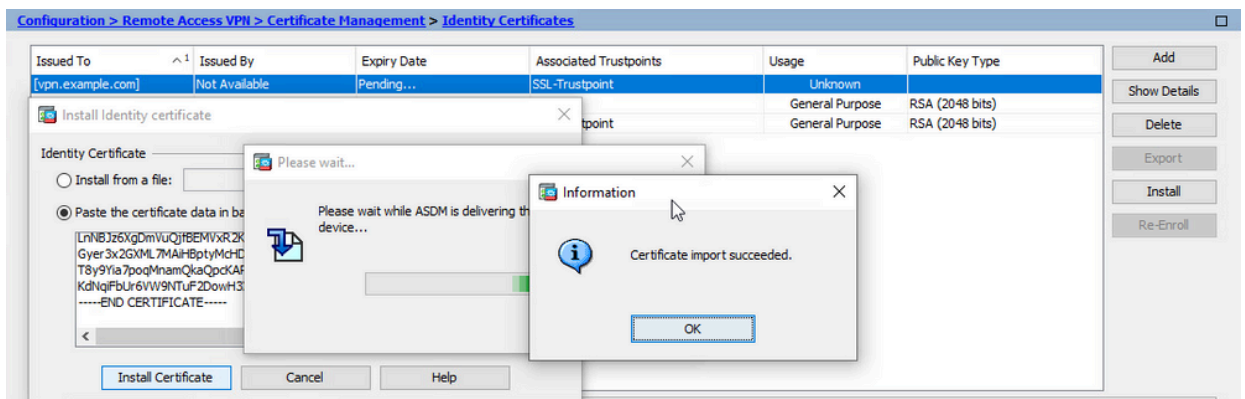 Configuration > Remote Access VPN > Certificate Management > Identity Certificates
Issued To ^1 Issued By Expiry Date Associated Trustpoints Usage Public Key Type
[vpn.example.com] Not Available Pending... SSL-Trustpoint Unknown
General Purpose RSA (2048 bits)
tpoint General Purpose RSA (2048 bits)
Add
Show Details
Delete
Export
Install
Re-Enroll
Install Identity certificate
Identity Certificate
Install from a file:
Paste the certificate data in ba
LnNBJz6XgDmVuQjfBEMVxR2K
Gyer3x2GXML7MAiHBptyMcHD
T8y9Yia7poqMnamQkaQpcKAF
KdNqiFbUr6VW9NTuF2DowH3
-----END CERTIFICATE-----
Install Certificate Cancel Help
Please wait...
Please wait while ASDM is delivering th
device...
Information
Certificate import succeeded.
OK